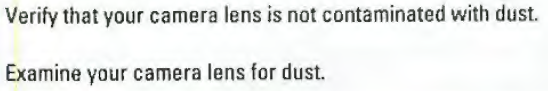 Verify that your camera lens is not contaminated with dust.
Examine your camera lens for dust.